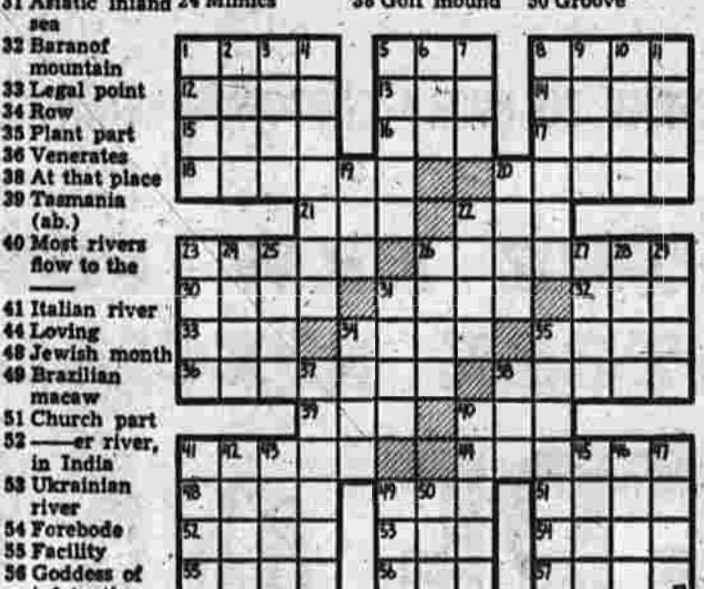 31 Asiatic inland
sea
32 Baranof
mountain
33 Legal point
34 Row
35 Plant part
36 Venerates
38 At that place
39 Tasmania
(ab.)
40 Most rivers
flow to the
——
41 Italian river
44 Loving
48 Jewish month
49 Brazilian
macaw
51 Church part
52 ——er river,
in India
53 Ukrainian
river
54 Forebode
55 Facility
56 Goddess of
24 Mimics
38 Golf mound
50 Groove
1 2 3 4 5 6 7 8 9 10 11
12 13 14
15 16 17
18 19 20
21 22
23 24 25 26 27 28 29
30 31 32
33 34 35
36 37 38
39 40
41 42 43 44 45 46 47
48 49 50 51
52 53 54
55 56 57